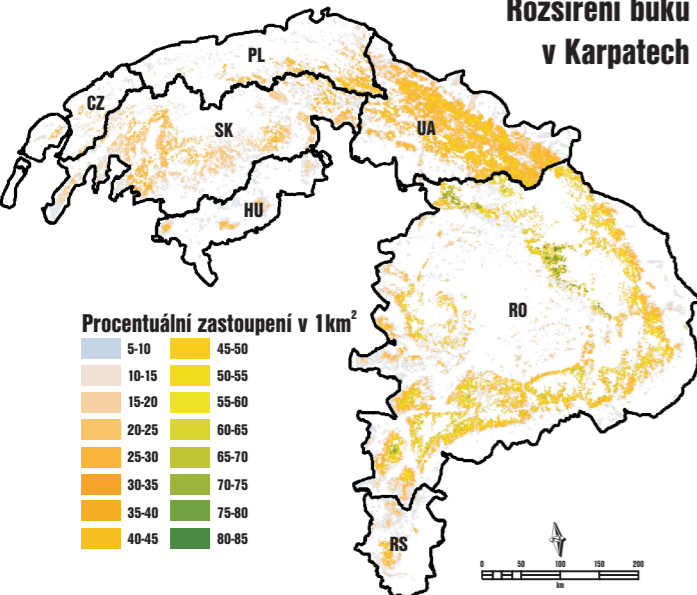 Rozšíření buku
v Karpatech
PL
CZ
SK
UA
HU
RO
RS
Procentuální zastoupení v 1km²
5-10
10-15
15-20
20-25
25-30
30-35
35-40
40-45
45-50
50-55
55-60
60-65
65-70
70-75
75-80
80-85
0 50 100 150 200
km